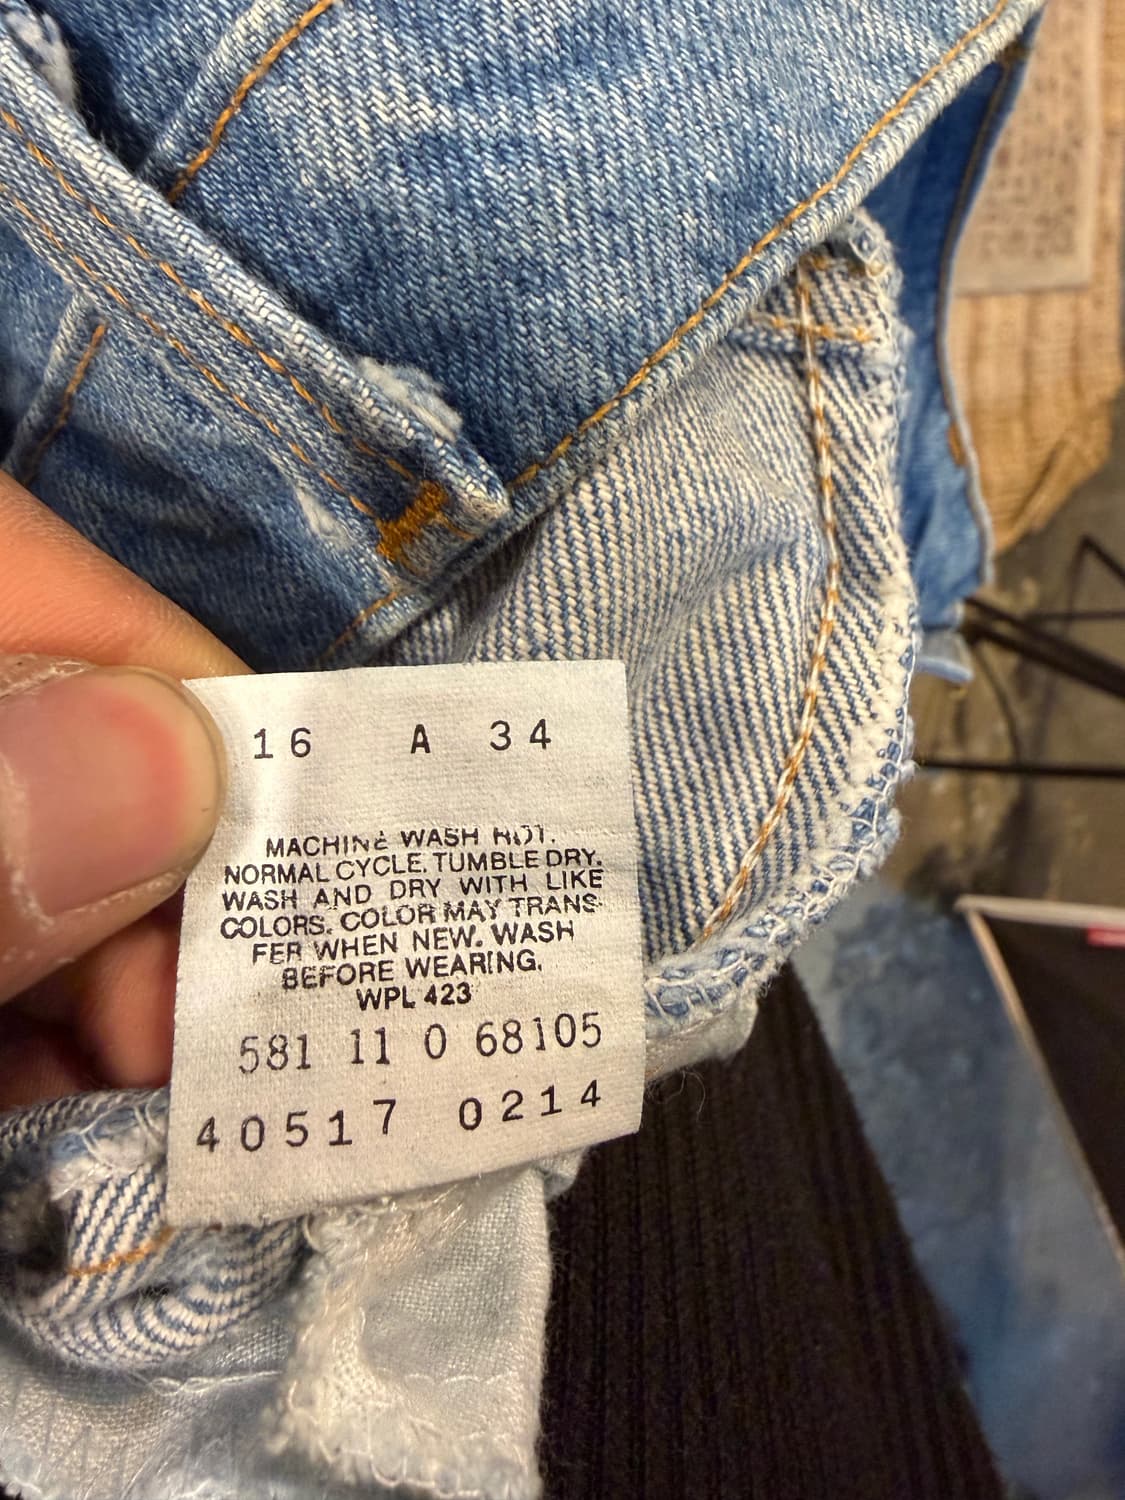 16 A 34
MACHINE WASH HOT.
NORMAL CYCLE. TUMBLE DRY.
WASH AND DRY WITH LIKE
COLORS. COLOR MAY TRANS-
FER WHEN NEW. WASH
BEFORE WEARING.
WPL 423
581 11 0 68105
40517 0214